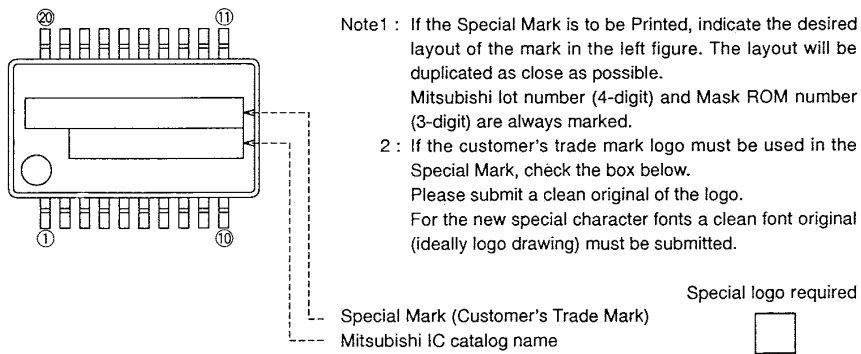 ⑳ ⑪
① ⑩
Note1 : If the Special Mark is to be Printed, indicate the desired
layout of the mark in the left figure. The layout will be
duplicated as close as possible.
Mitsubishi lot number (4-digit) and Mask ROM number
(3-digit) are always marked.
2 : If the customer's trade mark logo must be used in the
Special Mark, check the box below.
Please submit a clean original of the logo.
For the new special character fonts a clean font original
(ideally logo drawing) must be submitted.
Special logo required
Special Mark (Customer's Trade Mark)
Mitsubishi IC catalog name